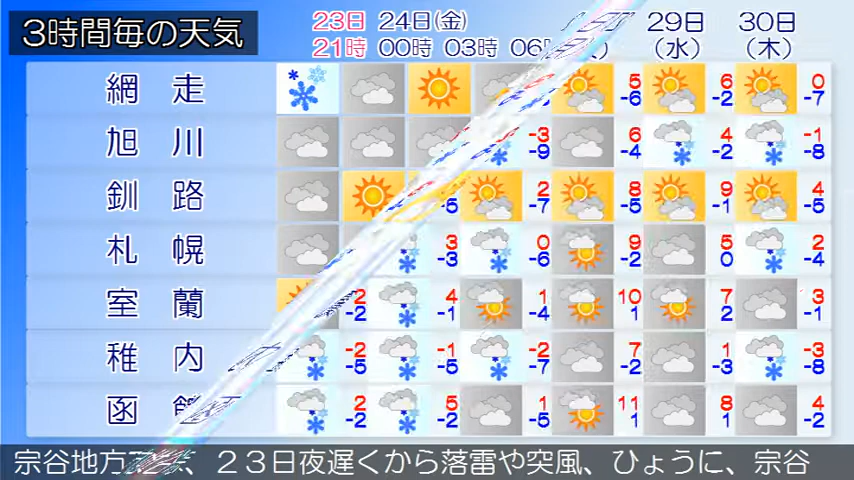 3時間毎の天気
23日 24日(金) 29日 30日
21時 00時 03時 (水) (木)
網走 5 -6 6 -2 0 -7
旭川 -3 -9 6 -4 4 -2 -1 -8
釧路 2 -7 8 -5 9 -1 4 -5
札幌 3 -3 0 -6 9 -2 5 0 2 -4
室蘭 2 -2 4 -1 1 -4 10 1 7 2 3 -1
稚内 -2 -5 -1 -5 -2 -7 7 -2 1 -3 -3 -8
函 2 -2 5 -2 1 -5 11 1 8 1 4 -2
宗谷地方 、23日夜遅くから落雷や突風、ひょうに、宗谷